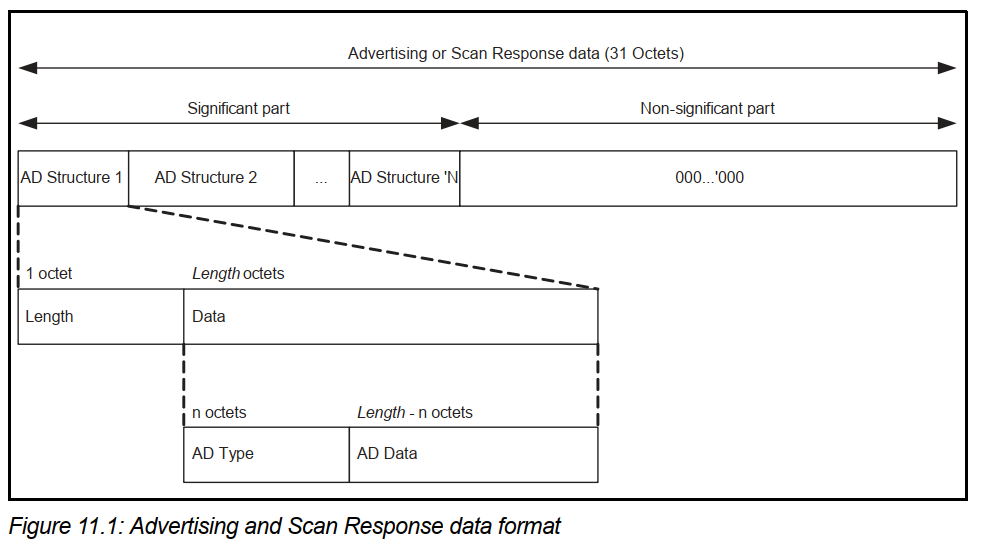 Advertising or Scan Response data (31 Octets)
Significant part Non-significant part
AD Structure 1 AD Structure 2 ... AD Structure 'N 000...'000
1 octet Length octets
Length Data
n octets Length - n octets
AD Type AD Data
Figure 11.1: Advertising and Scan Response data format